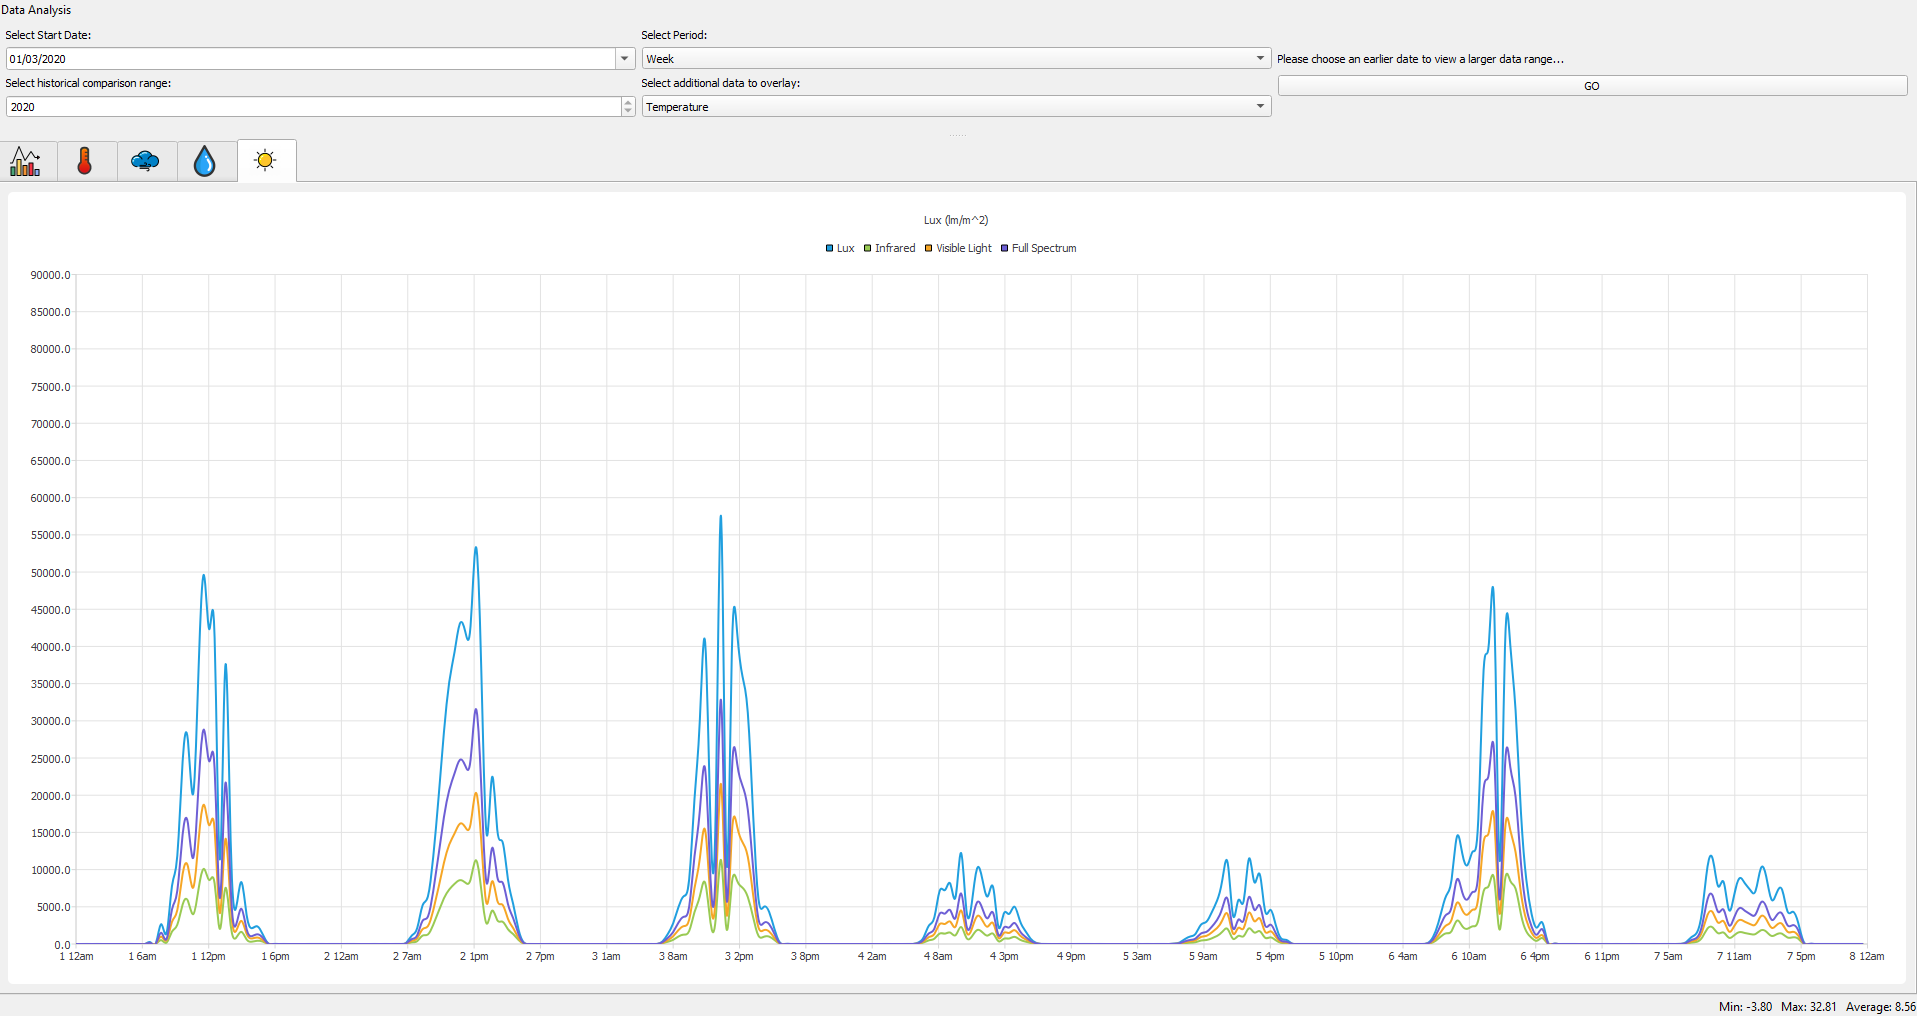 Data Analysis
Select Start Date:
Select Period:
01/03/2020
Week
Please choose an earlier date to view a larger data range...
Select historical comparison range:
Select additional data to overlay:
2020
Temperature
GO
Lux (lm/m^2)
Lux Infrared Visible Light Full Spectrum
90000.0
85000.0
80000.0
75000.0
70000.0
65000.0
60000.0
55000.0
50000.0
45000.0
40000.0
35000.0
30000.0
25000.0
20000.0
15000.0
10000.0
5000.0
0.0
1 12am 1 6am 1 12pm 1 6pm 2 12am 2 7am 2 1pm 2 7pm 3 1am 3 8am 3 2pm 3 8pm 4 2am 4 8am 4 3pm 4 9pm 5 3am 5 9am 5 4pm 5 10pm 6 4am 6 10am 6 4pm 6 11pm 7 5am 7 11am 7 5pm 8 12am
Min: -3.80 Max: 32.81 Average: 8.56